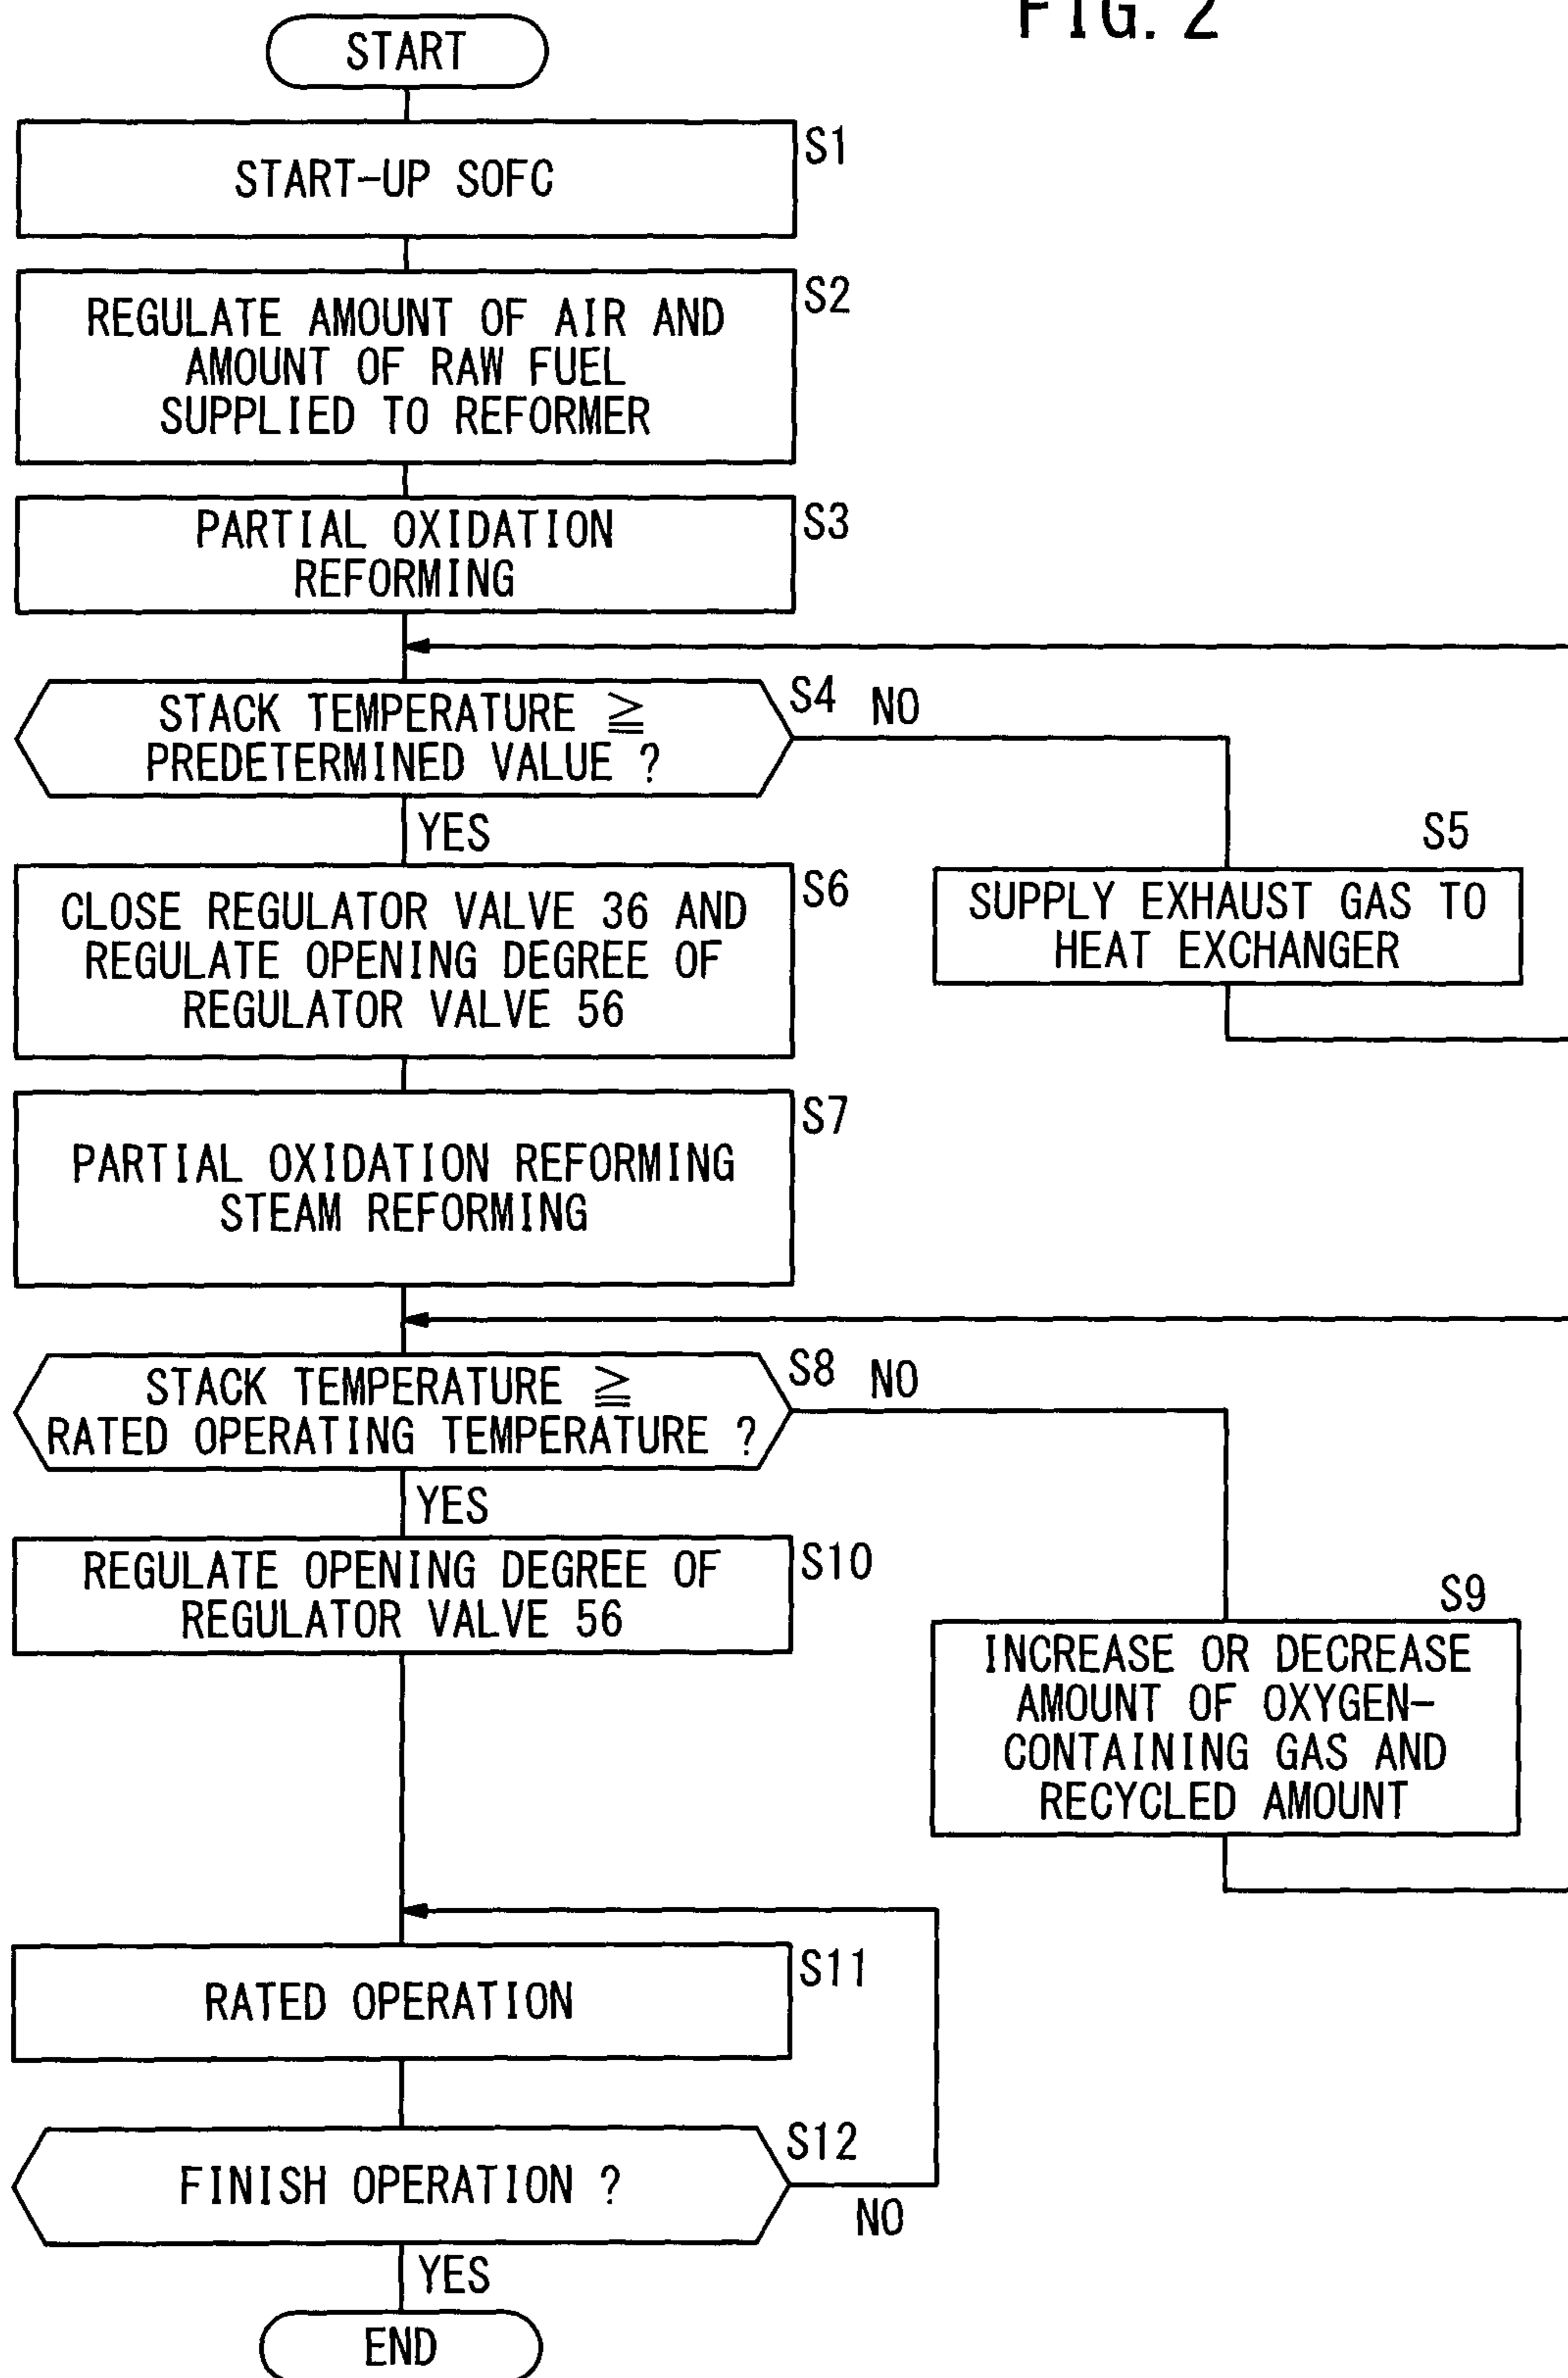 FIG. 2
START
S1
START-UP SOFC
S2
REGULATE AMOUNT OF AIR AND
AMOUNT OF RAW FUEL
SUPPLIED TO REFORMER
S3
PARTIAL OXIDATION
REFORMING
S4 NO
STACK TEMPERATURE ≧
PREDETERMINED VALUE ?
YES
S5
SUPPLY EXHAUST GAS TO
HEAT EXCHANGER
S6
CLOSE REGULATOR VALVE 36 AND
REGULATE OPENING DEGREE OF
REGULATOR VALVE 56
S7
PARTIAL OXIDATION REFORMING
STEAM REFORMING
S8 NO
STACK TEMPERATURE ≧
RATED OPERATING TEMPERATURE ?
YES
S10
REGULATE OPENING DEGREE OF
REGULATOR VALVE 56
S9
INCREASE OR DECREASE
AMOUNT OF OXYGEN-
CONTAINING GAS AND
RECYCLED AMOUNT
S11
RATED OPERATION
S12
FINISH OPERATION ?
NO
YES
END